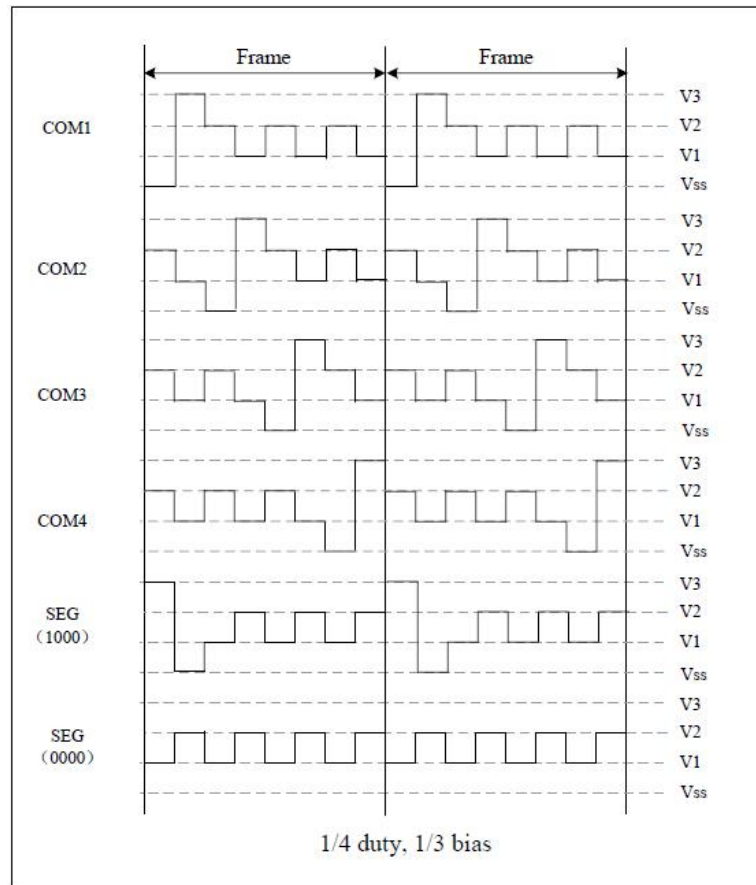 Frame Frame
COM1
V3
V2
V1
Vss
COM2
V3
V2
V1
Vss
COM3
V3
V2
V1
Vss
COM4
V3
V2
V1
Vss
SEG
（1000）
V3
V2
V1
Vss
SEG
（0000）
V3
V2
V1
Vss
1/4 duty, 1/3 bias